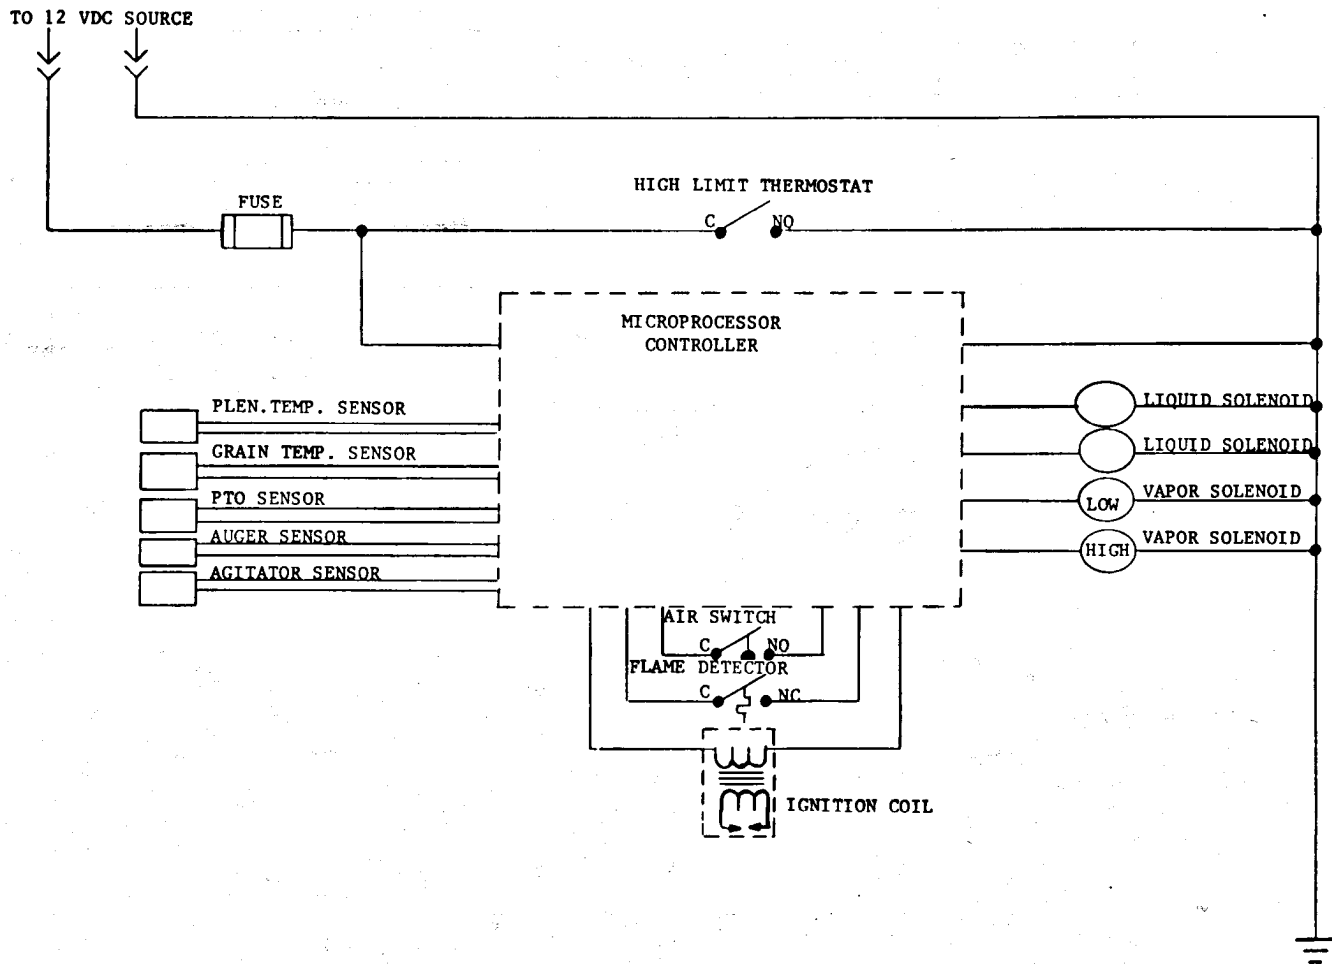 TO 12 VDC SOURCE
HIGH LIMIT THERMOSTAT
FUSE
C NO
MICROPROCESSOR
CONTROLLER
PLEN.TEMP. SENSOR
LIQUID SOLENOID
GRAIN TEMP. SENSOR
LIQUID SOLENOID
PTO SENSOR
LOW VAPOR SOLENOID
AUGER SENSOR
HIGH VAPOR SOLENOID
AGITATOR SENSOR
AIR SWITCH
C NO
FLAME DETECTOR
C NC
IGNITION COIL